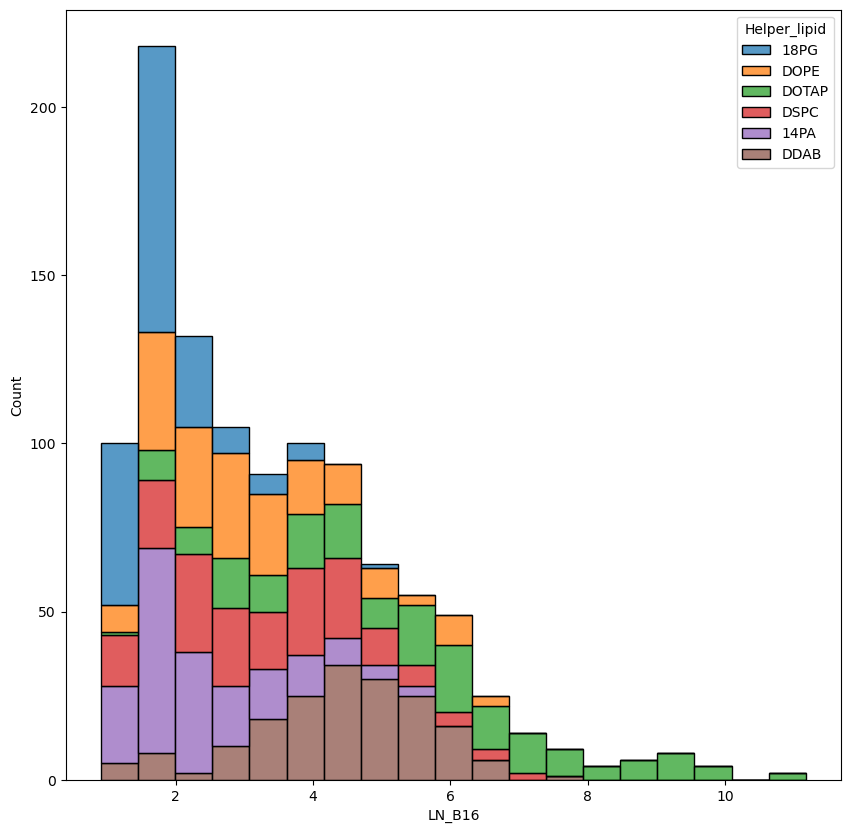 Helper_lipid
18PG
DOPE
DOTAP
DSPC
14PA
DDAB
200
150
100
50
0
Count
2 4 6 8 10
LN_B16